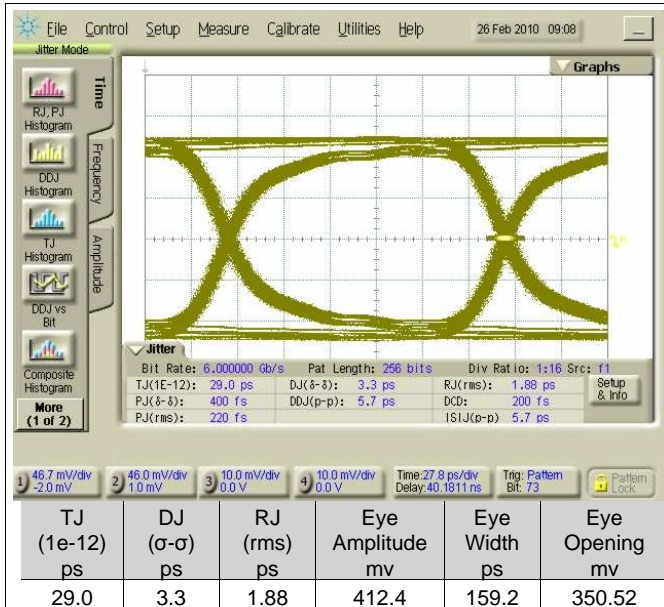 File Control Setup Measure Calibrate Utilities Help 26 Feb 2010 09:08
Jitter Mode
Graphs
RJ, PJ
Histogram
DDJ
Histogram
TJ
Histogram
DDJ vs
Bit
Composite
Histogram
More
(1 of 2)
Time
Frequency
Amplitude
Jitter
Bit Rate: 6.000000 Gb/s Pat Length: 256 bits Div Ratio: 1:16 Src: f1
TJ(1E-12): 29.0 ps DJ(δ-δ): 3.3 ps RJ(rms): 1.88 ps
PJ(δ-δ): 400 fs DDJ(p-p): 5.7 ps DCD: 200 fs
PJ(rms): 220 fs ISIJ(p-p) 5.7 ps
Setup
& Info
1) 46.7 mV/div 2) 46.0 mV/div 3) 10.0 mV/div 4) 10.0 mV/div Time:27.8 ps/div Trig: Pattern Pattern
-2.0 mV 1.0 mV 0.0 V 0.0 V Delay:40.1811 ns Bit: 73 Lock
TJ DJ RJ Eye Eye Eye
(1e-12) (σ-σ) (rms) Amplitude Width Opening
ps ps ps mv ps mv
29.0 3.3 1.88 412.4 159.2 350.52